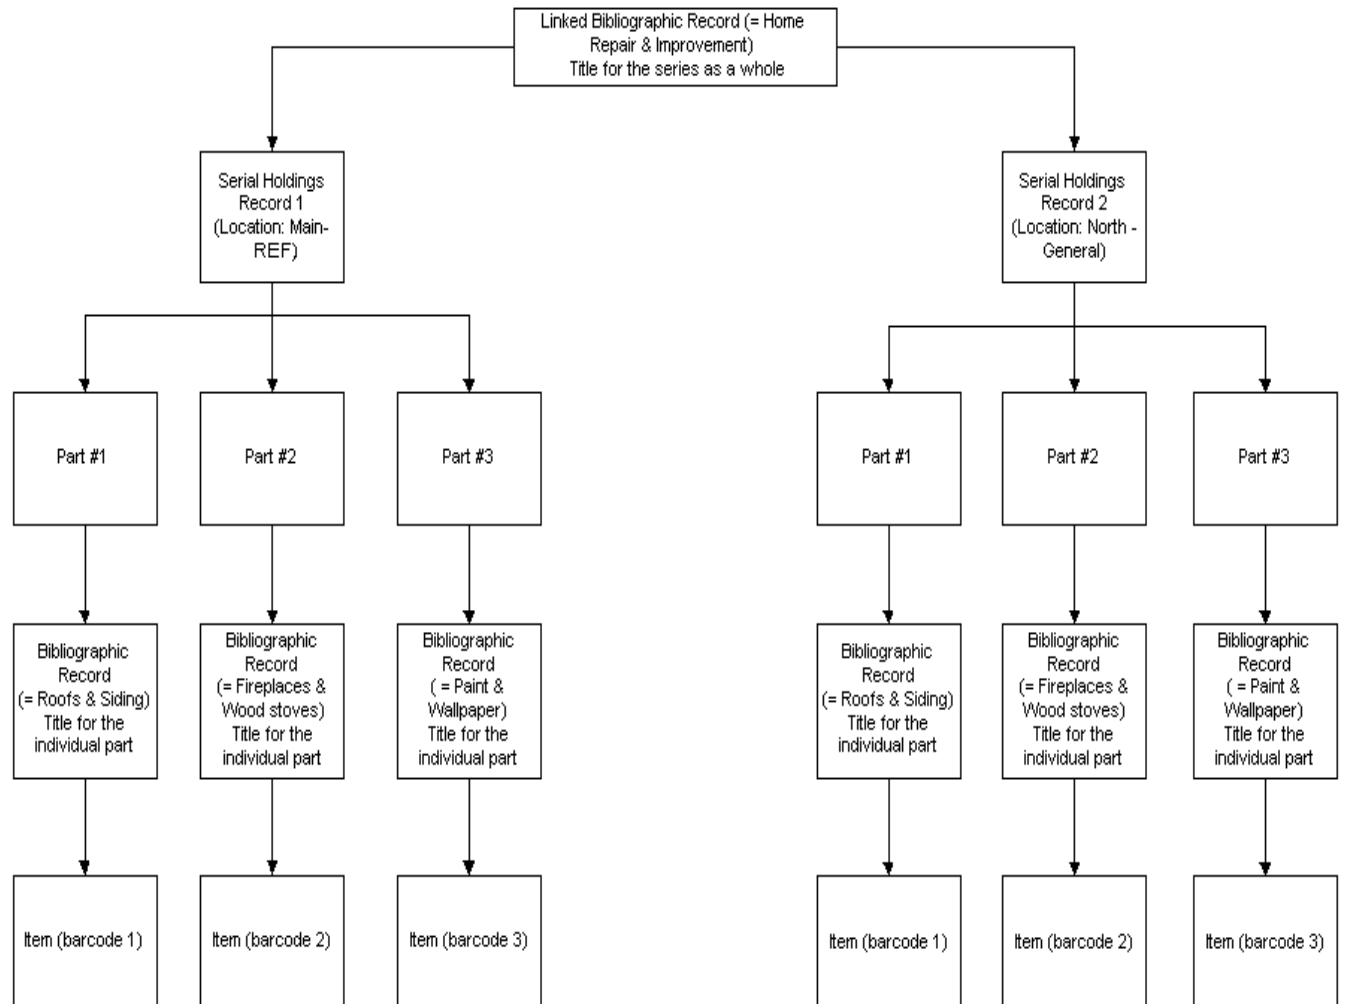 Linked Bibliographic Record (= Home
Repair & Improvement)
Title for the series as a whole
Serial Holdings
Record 1
(Location: Main-
REF)
Serial Holdings
Record 2
(Location: North -
General)
Part #1
Part #2
Part #3
Part #1
Part #2
Part #3
Bibliographic
Record
(= Roofs & Siding)
Title for the
individual part
Bibliographic
Record
(= Fireplaces &
Wood stoves)
Title for the
individual part
Bibliographic
Record
( = Paint &
Wallpaper)
Title for the
individual part
Bibliographic
Record
(= Roofs & Siding)
Title for the
individual part
Bibliographic
Record
(= Fireplaces &
Wood stoves)
Title for the
individual part
Bibliographic
Record
( = Paint &
Wallpaper)
Title for the
individual part
Item (barcode 1)
Item (barcode 2)
Item (barcode 3)
Item (barcode 1)
Item (barcode 2)
Item (barcode 3)